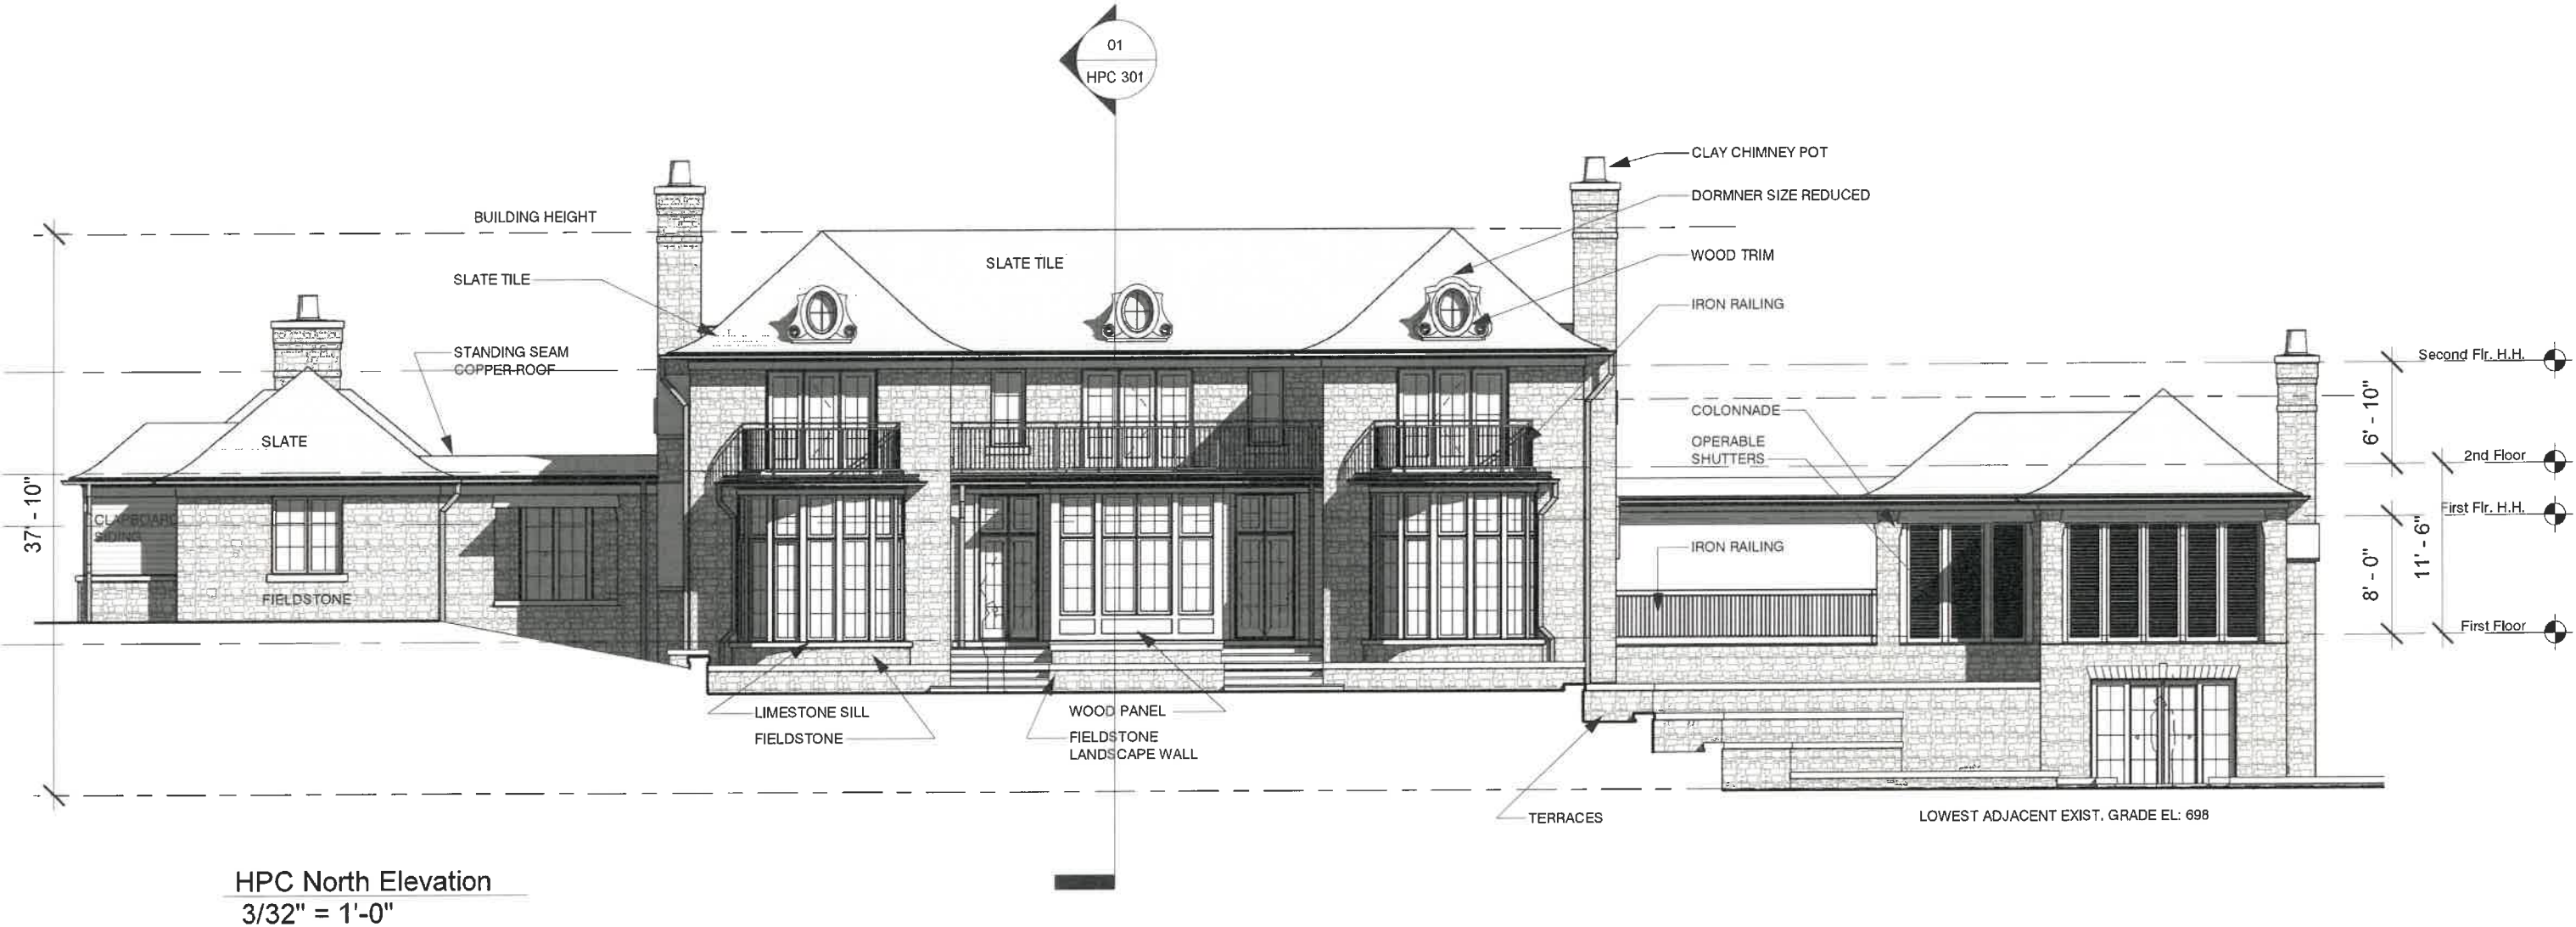 01
HPC 301
CLAY CHIMNEY POT
DORMNER SIZE REDUCED
BUILDING HEIGHT
WOOD TRIM
SLATE TILE
SLATE TILE
IRON RAILING
STANDING SEAM
COPPER-ROOF
Second Flr. H.H.
6' - 10"
COLONNADE
SLATE
OPERABLE
SHUTTERS
2nd Floor
First Flr. H.H.
37' - 10"
CLAPBOARD
SIDING
IRON RAILING
8' - 0"
11' - 6"
FIELDSTONE
First Floor
LIMESTONE SILL
FIELDSTONE
WOOD PANEL
FIELDSTONE
LANDSCAPE WALL
TERRACES
LOWEST ADJACENT EXIST. GRADE EL: 698
HPC North Elevation
3/32" = 1'-0"